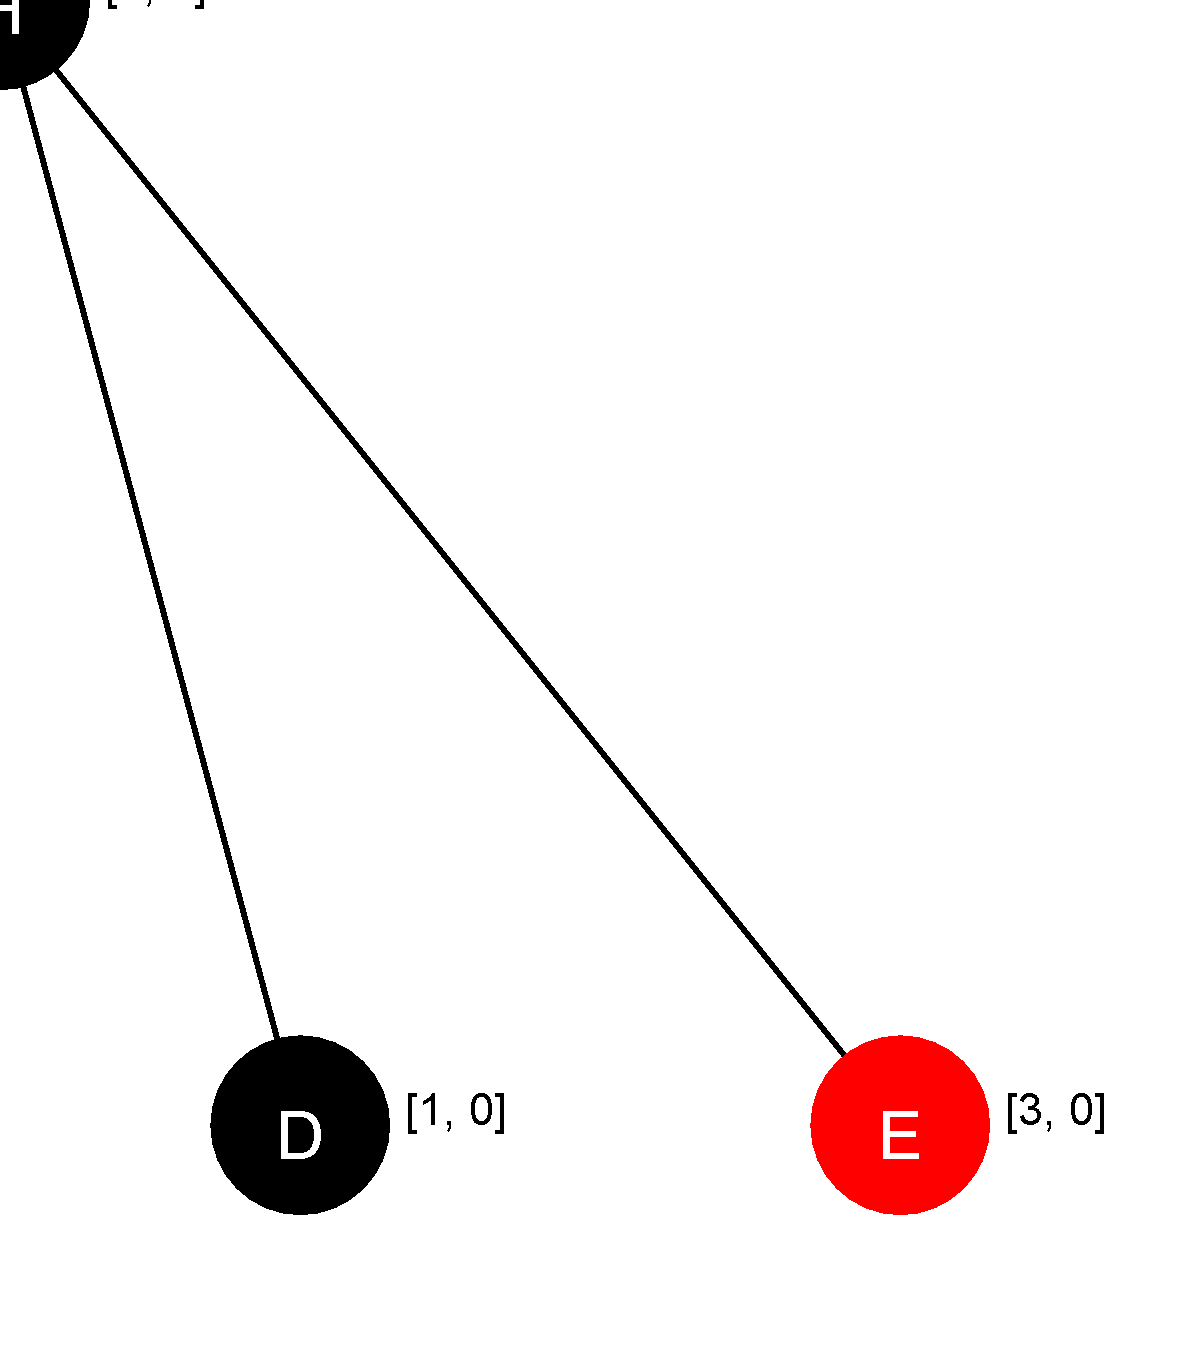 D [1, 0]
E [3, 0]